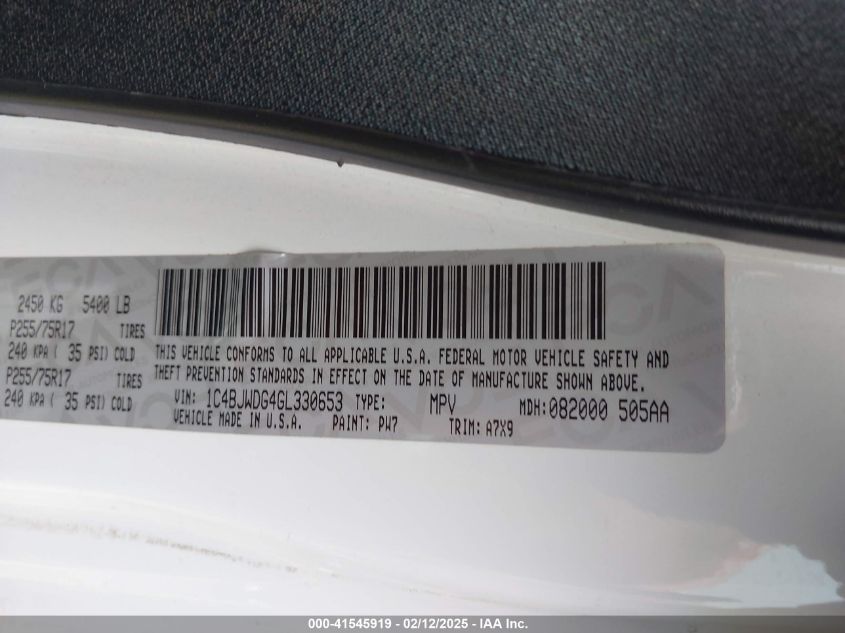 2450 KG 5400 LB
P255/75R17 TIRES
240 KPA ( 35 PSI) COLD
P255/75R17 TIRES
240 KPA ( 35 PSI) COLD
THIS VEHICLE CONFORMS TO ALL APPLICABLE U.S.A. FEDERAL MOTOR VEHICLE SAFETY AND
THEFT PREVENTION STANDARDS IN EFFECT ON THE DATE OF MANUFACTURE SHOWN ABOVE.
VIN: 1C4BJWDG4GL330653 TYPE: MPV MDH:082000 505AA
VEHICLE MADE IN U.S.A. PAINT: PW7 TRIM: A7X9
000-41545919 - 02/12/2025 - IAA Inc.